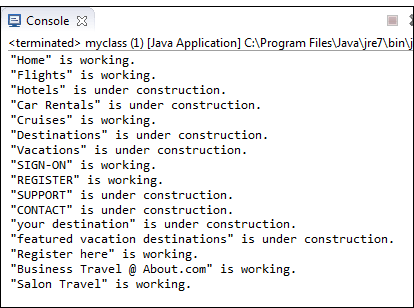 Console
<terminated> myclass (1) [Java Application] C:\Program Files\Java\jre7\bin\j
"Home" is working.
"Flights" is working.
"Hotels" is under construction.
"Car Rentals" is under construction.
"Cruises" is working.
"Destinations" is under construction.
"Vacations" is under construction.
"SIGN-ON" is working.
"REGISTER" is working.
"SUPPORT" is under construction.
"CONTACT" is under construction.
"your destination" is under construction.
"featured vacation destinations" is under construction.
"Register here" is working.
"Business Travel @ About.com" is working.
"Salon Travel" is working.